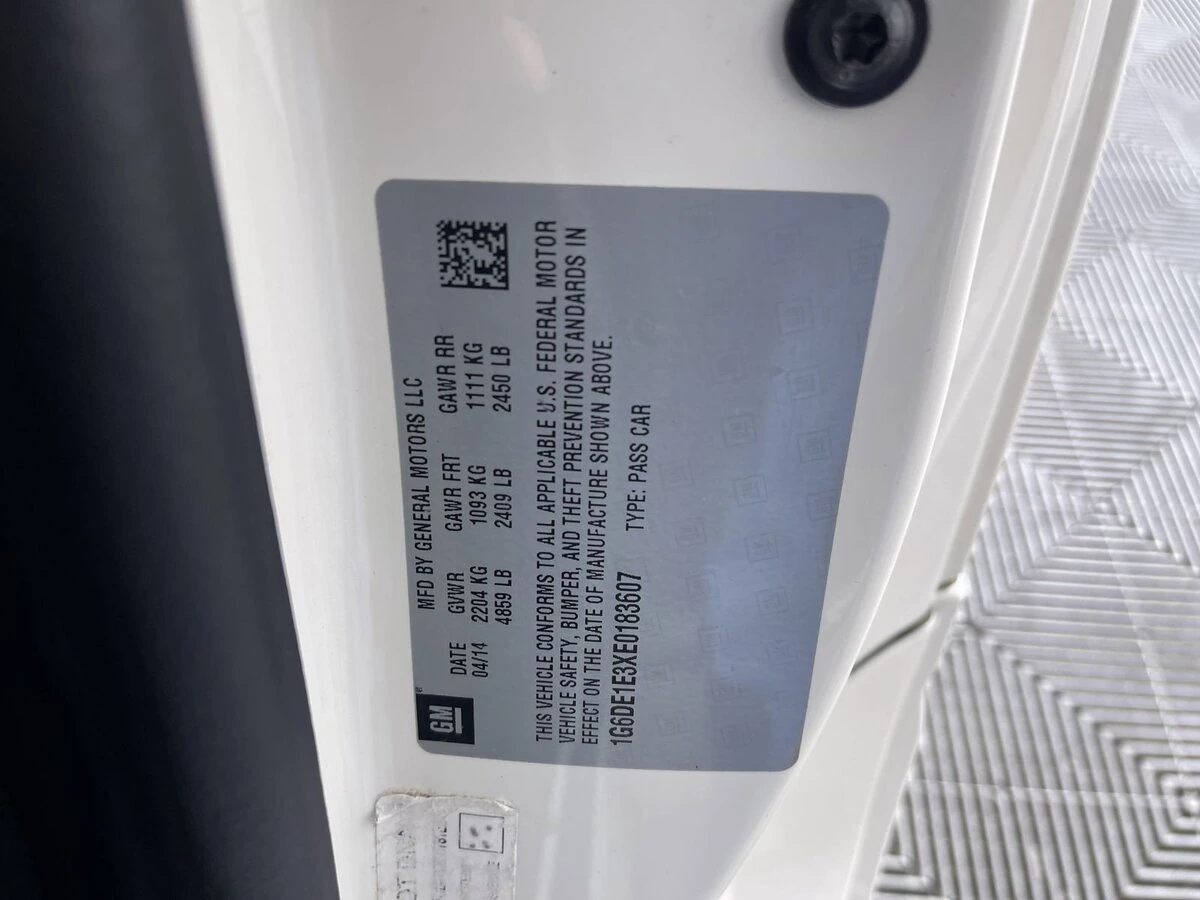 GM
MFD BY GENERAL MOTORS LLC
DATE GVWR GAWR FRT GAWR RR
04/14 2204 KG 1093 KG 1111 KG
4859 LB 2409 LB 2450 LB
THIS VEHICLE CONFORMS TO ALL APPLICABLE U.S. FEDERAL MOTOR
VEHICLE SAFETY, BUMPER, AND THEFT PREVENTION STANDARDS IN
EFFECT ON THE DATE OF MANUFACTURE SHOWN ABOVE.
1G6DE1E3XE0183607 TYPE: PASS CAR